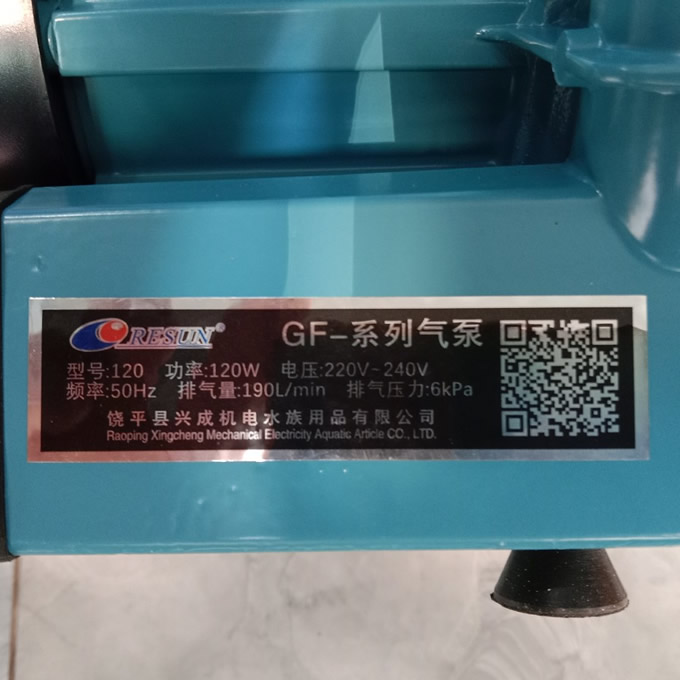 RESUN® GF-系列气泵
型号:120 功率:120W 电压:220V~240V
频率:50Hz 排气量:190L/min 排气压力:6kPa
饶平县兴成机电水族用品有限公司
Raoping Xingcheng Mechanical Electricity Aquatic Article CO., LTD.